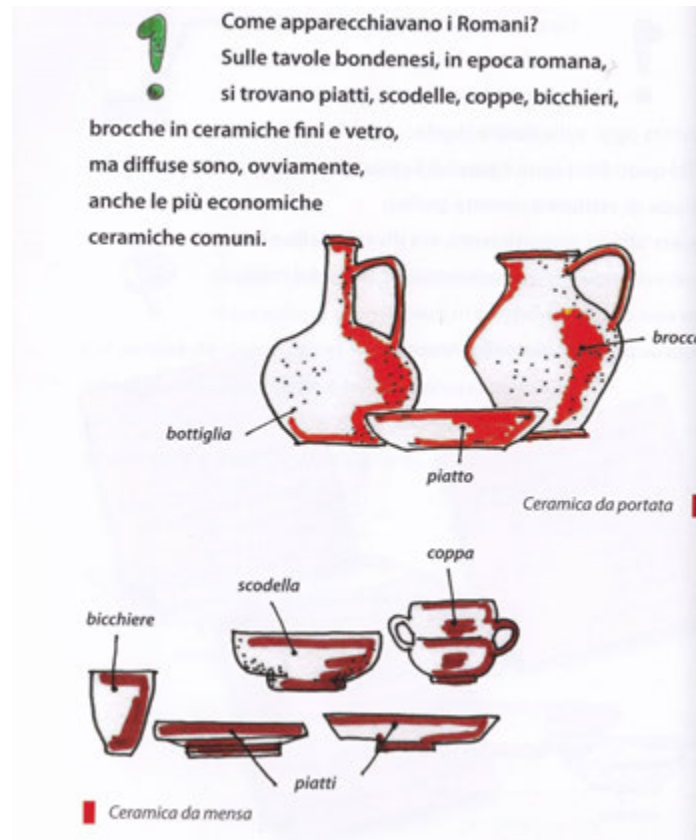 Come apparecchiavano i Romani?
Sulle tavole bondenesi, in epoca romana,
si trovano piatti, scodelle, coppe, bicchieri,
brocche in ceramiche fini e vetro,
ma diffuse sono, ovviamente,
anche le più economiche
ceramiche comuni.
brocc
bottiglia
piatto
Ceramica da portata
coppa
scodella
bicchiere
piatti
Ceramica da mensa